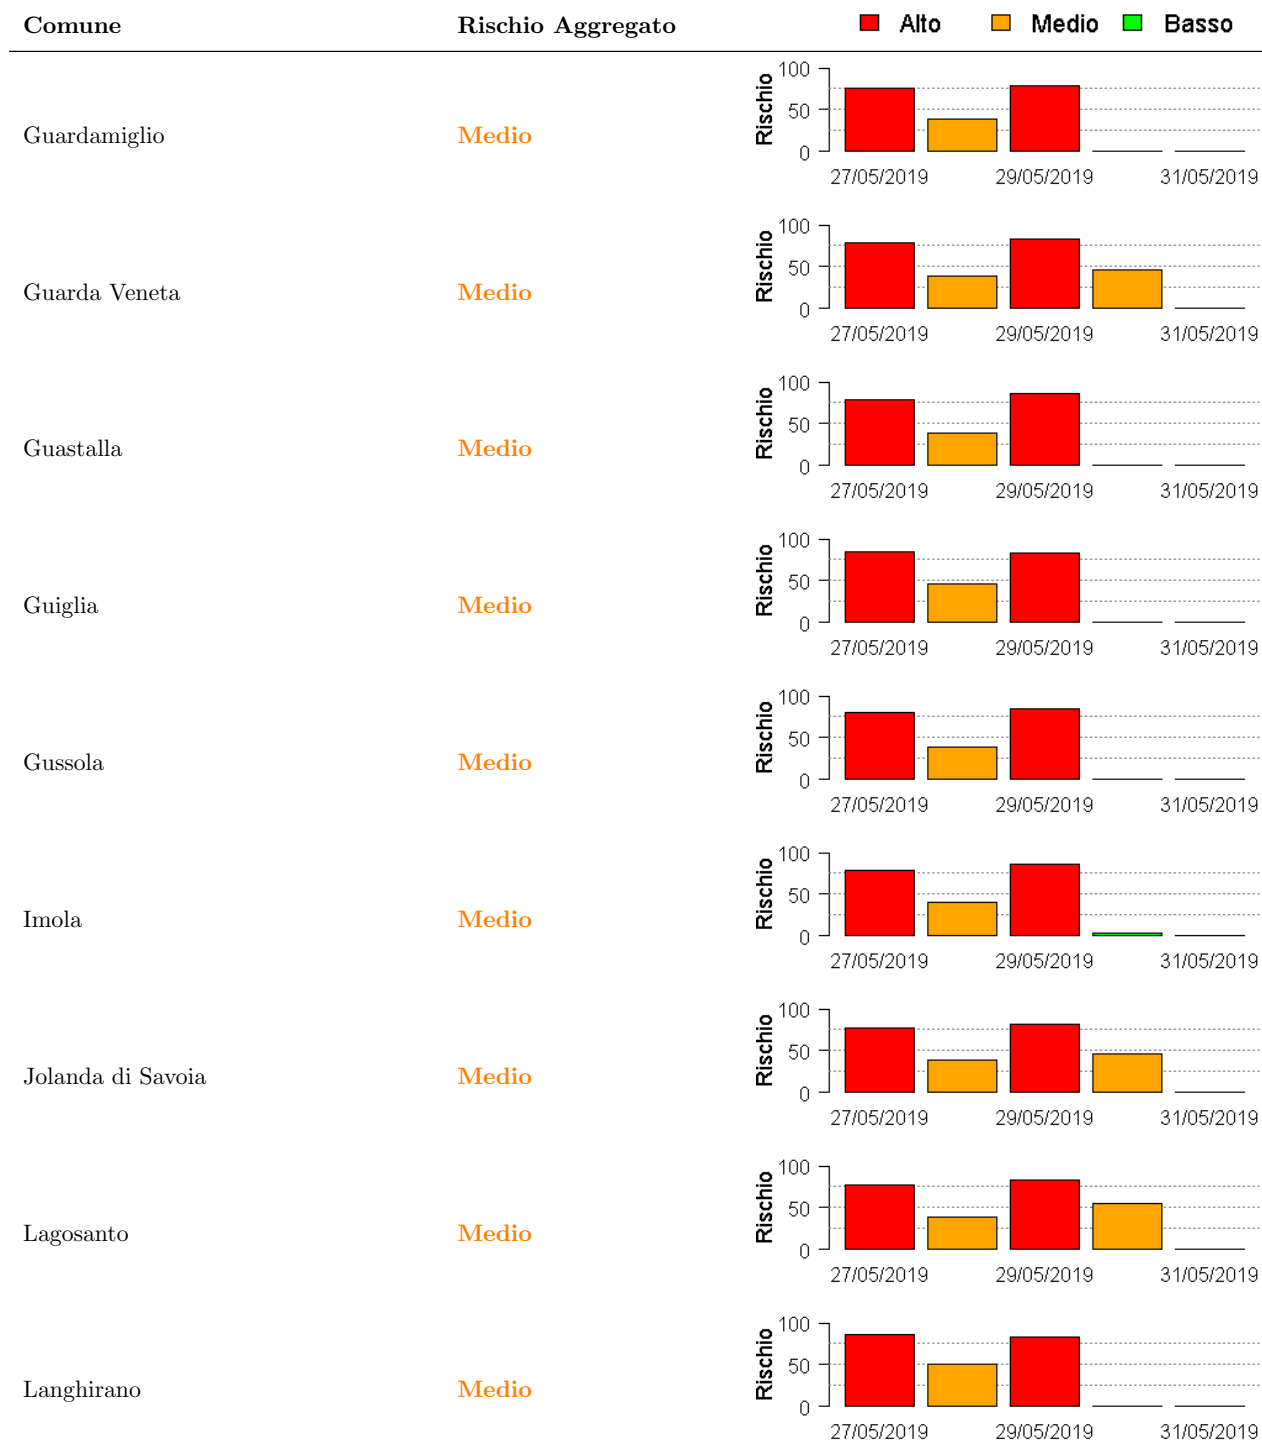 Comune Rischio Aggregato Alto Medio Basso
Guardamiglio Medio
Rischio
100
50
0
27/05/2019 29/05/2019 31/05/2019
Guarda Veneta Medio
Rischio
100
50
0
27/05/2019 29/05/2019 31/05/2019
Guastalla Medio
Rischio
100
50
0
27/05/2019 29/05/2019 31/05/2019
Guiglia Medio
Rischio
100
50
0
27/05/2019 29/05/2019 31/05/2019
Gussola Medio
Rischio
100
50
0
27/05/2019 29/05/2019 31/05/2019
Imola Medio
Rischio
100
50
0
27/05/2019 29/05/2019 31/05/2019
Jolanda di Savoia Medio
Rischio
100
50
0
27/05/2019 29/05/2019 31/05/2019
Lagosanto Medio
Rischio
100
50
0
27/05/2019 29/05/2019 31/05/2019
Langhirano Medio
Rischio
100
50
0
27/05/2019 29/05/2019 31/05/2019